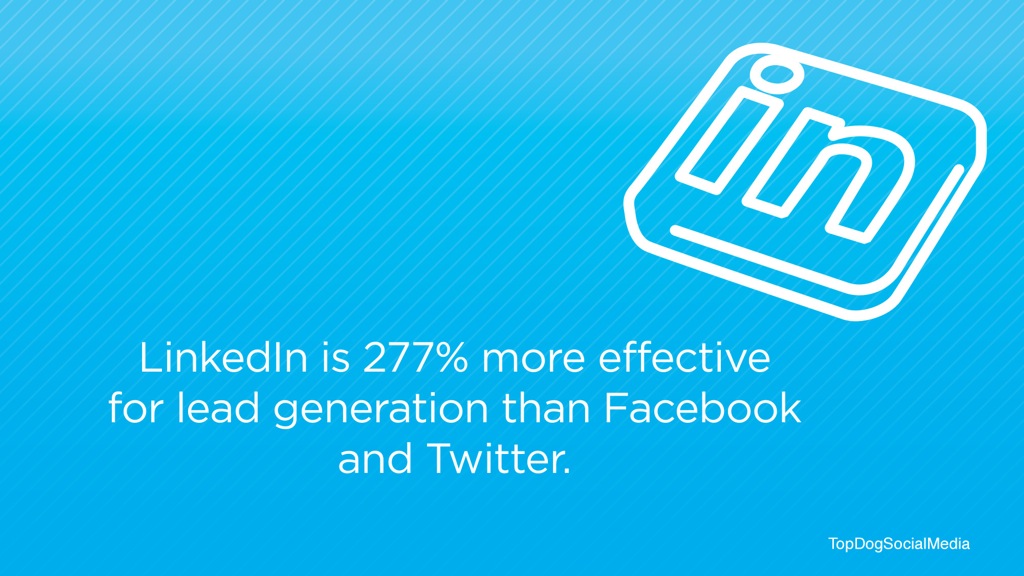 in
LinkedIn is 277% more effective
for lead generation than Facebook
and Twitter.
TopDogSocialMedia